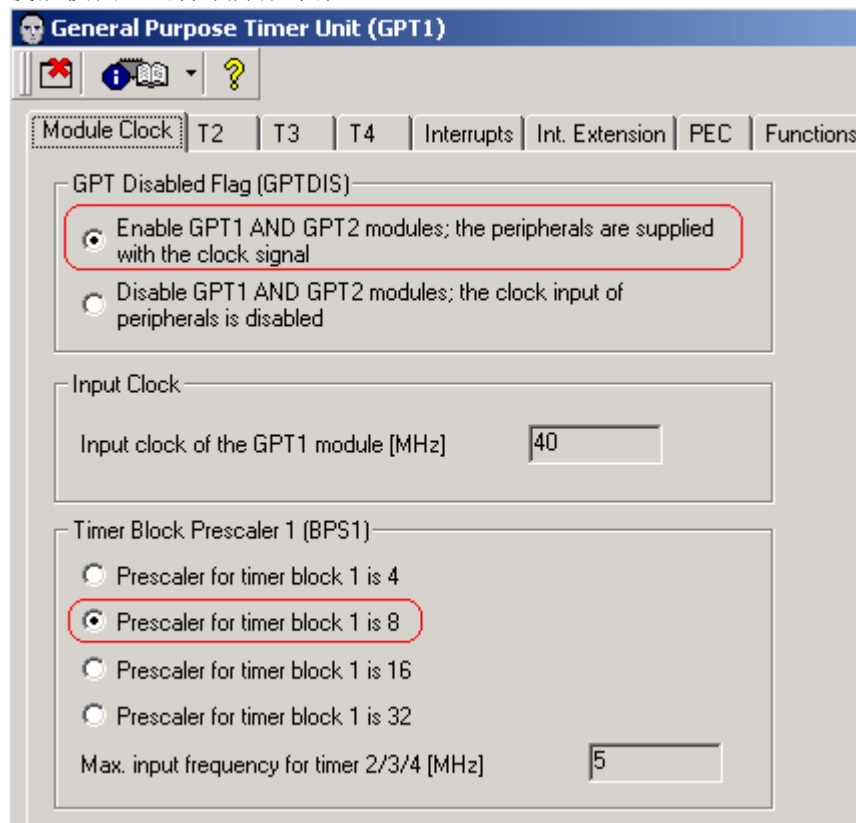 General Purpose Timer Unit (GPT1)
Module Clock T2 T3 T4 Interrupts Int. Extension PEC Functions
GPT Disabled Flag (GPTDIS)
Enable GPT1 AND GPT2 modules; the peripherals are supplied
with the clock signal
Disable GPT1 AND GPT2 modules; the clock input of
peripherals is disabled
Input Clock
Input clock of the GPT1 module [MHz] 40
Timer Block Prescaler 1 (BPS1)
Prescaler for timer block 1 is 4
Prescaler for timer block 1 is 8
Prescaler for timer block 1 is 16
Prescaler for timer block 1 is 32
Max. input frequency for timer 2/3/4 [MHz] 5